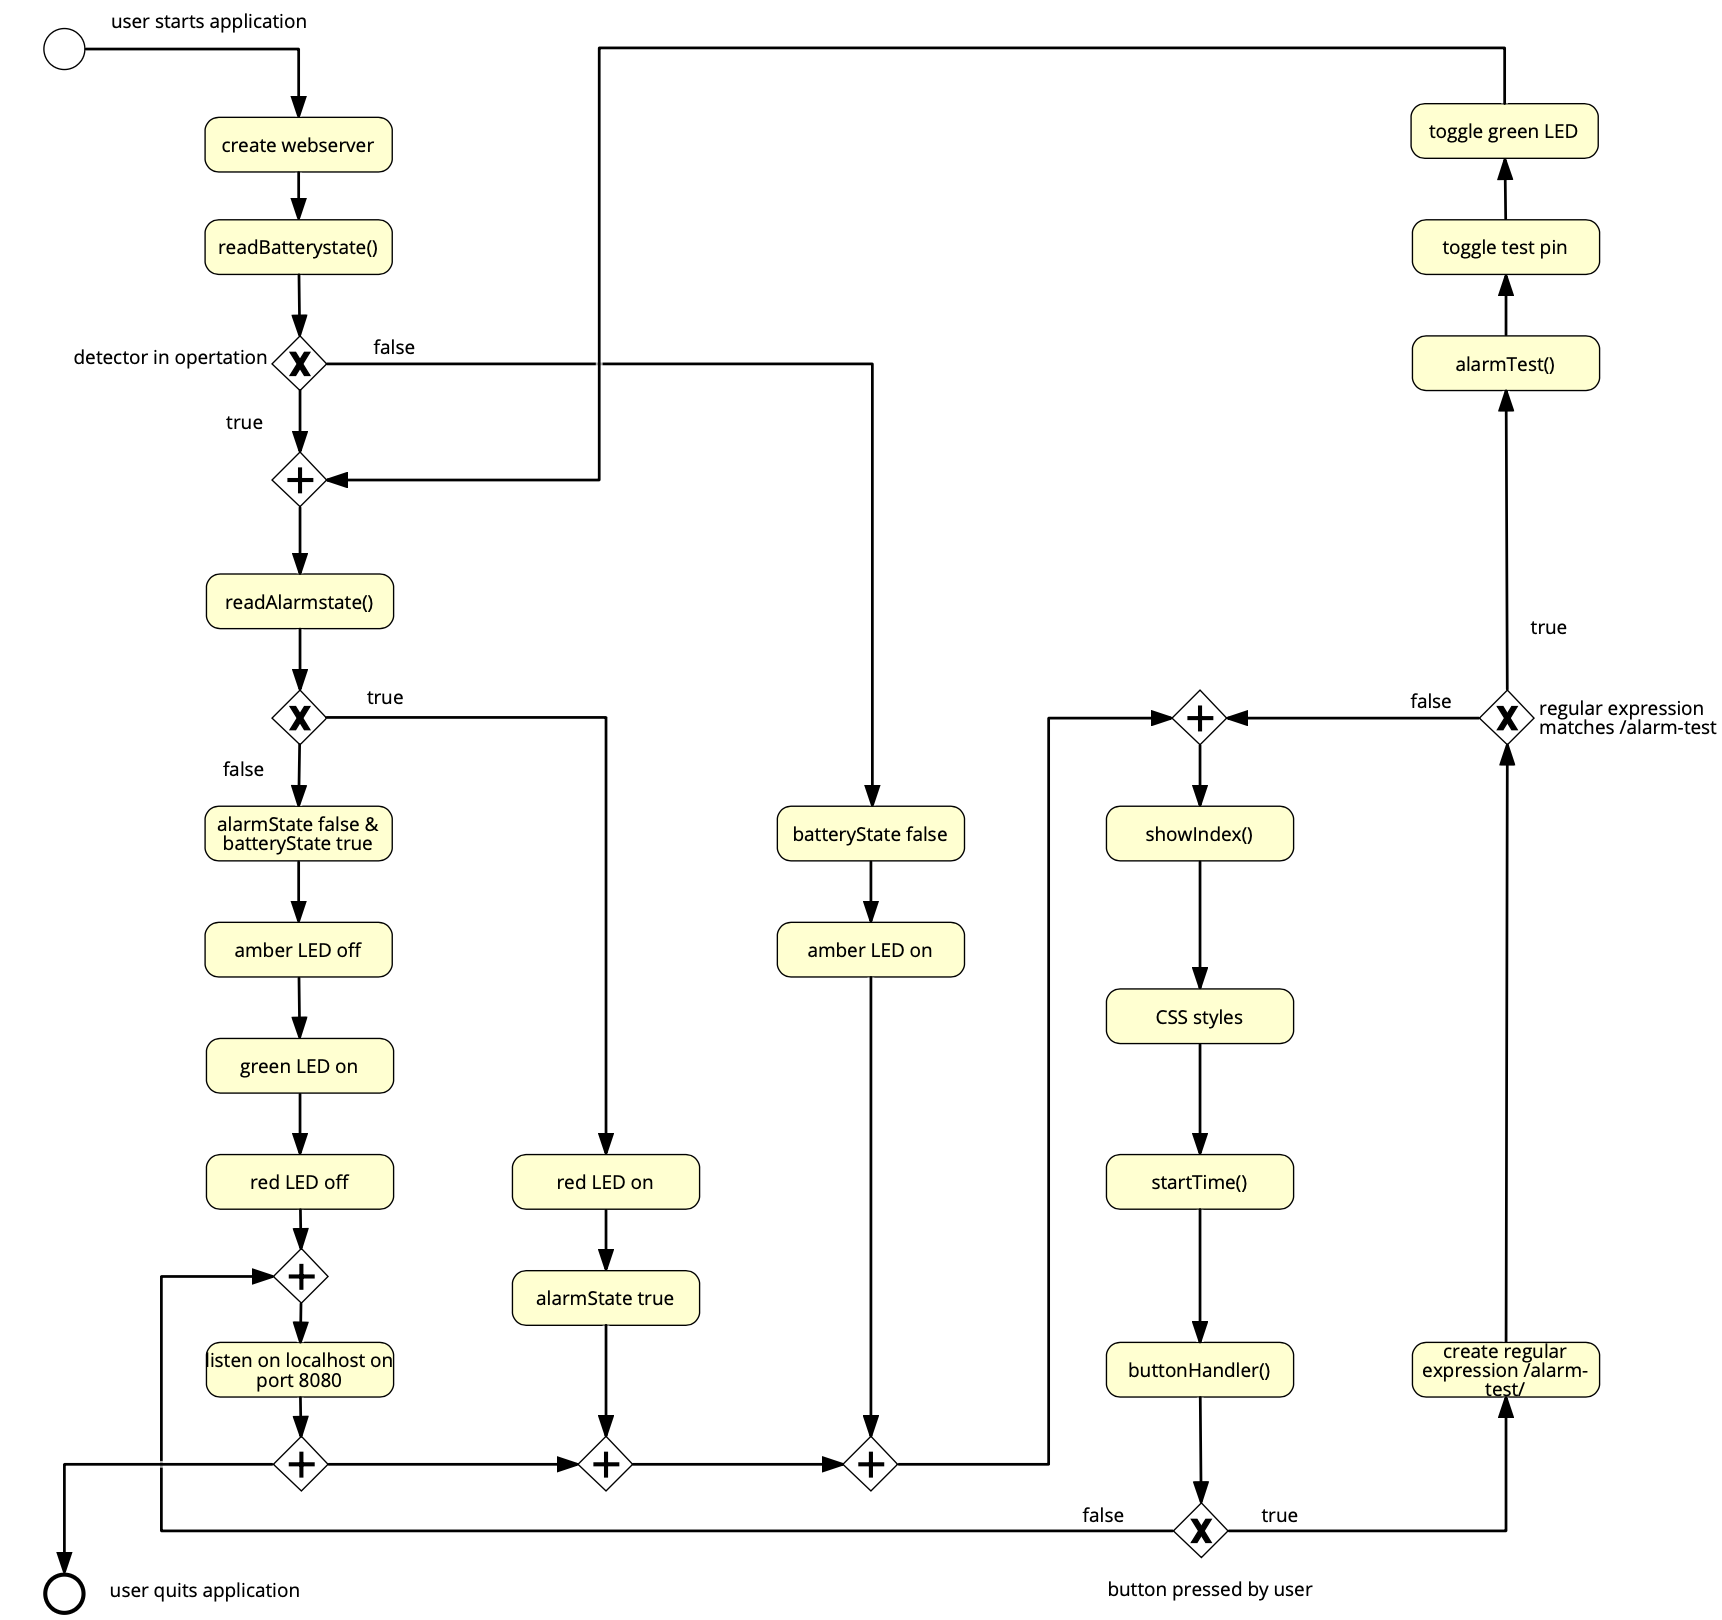 user starts application
create webserver
toggle green LED
readBatterystate()
toggle test pin
detector in opertation
false
alarmTest()
true
readAlarmstate()
true
true
false
regular expression
matches /alarm-test
false
alarmState false &
batteryState true
batteryState false
showIndex()
amber LED off
amber LED on
CSS styles
green LED on
red LED off
red LED on
startTime()
alarmState true
listen on localhost on
port 8080
buttonHandler()
create regular
expression /alarm-
test/
false
true
user quits application
button pressed by user